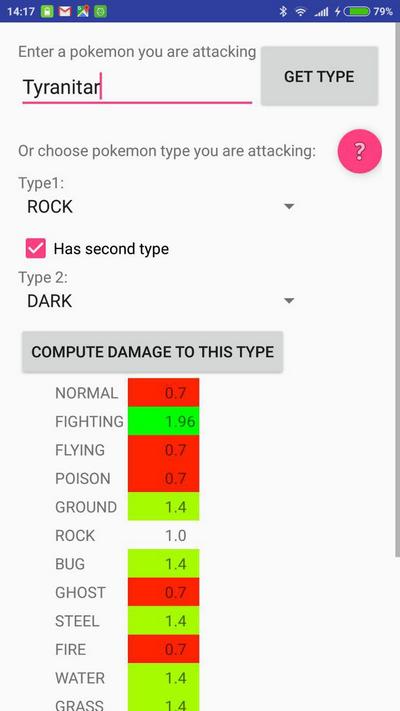 14:17 79%
Enter a pokemon you are attacking
Tyranitar
GET TYPE
Or choose pokemon type you are attacking:
?
Type1:
ROCK
Has second type
Type 2:
DARK
COMPUTE DAMAGE TO THIS TYPE
NORMAL 0.7
FIGHTING 1.96
FLYING 0.7
POISON 0.7
GROUND 1.4
ROCK 1.0
BUG 1.4
GHOST 0.7
STEEL 1.4
FIRE 0.7
WATER 1.4
GRASS 1.4